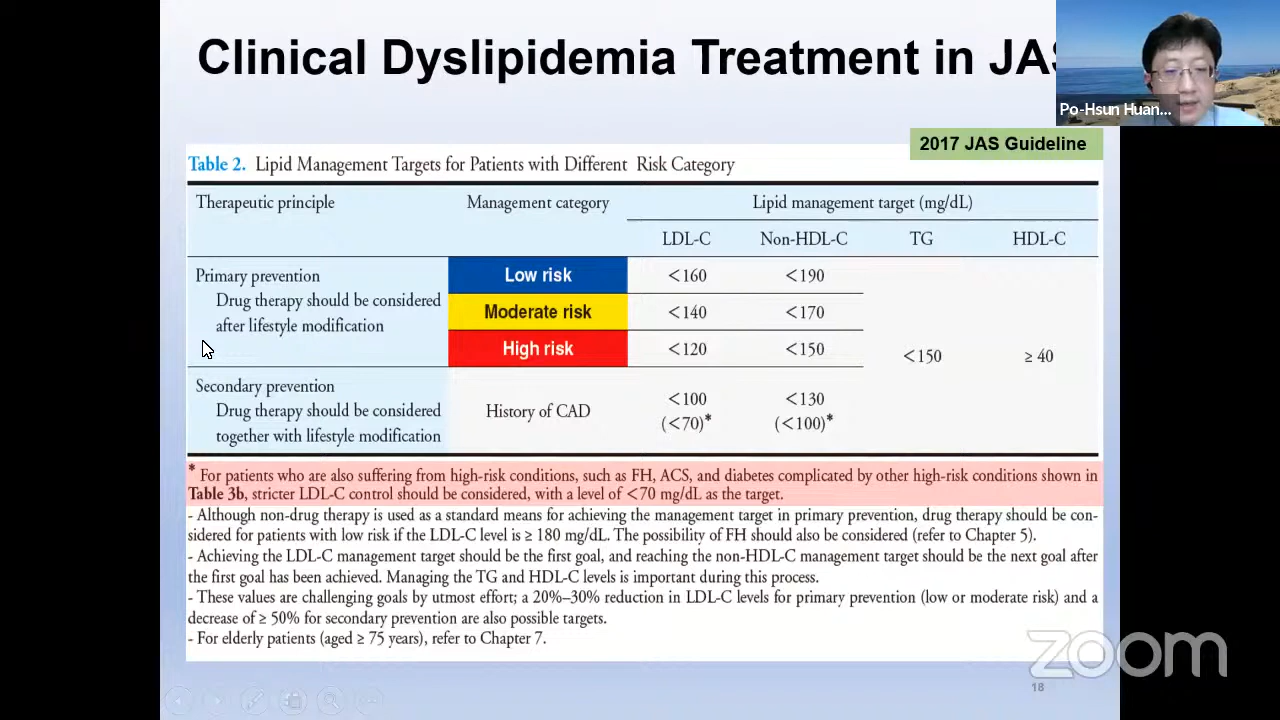 Clinical Dyslipidemia Treatment in JAS
Po-Hsun Huan...
2017 JAS Guideline
Table 2. Lipid Management Targets for Patients with Different Risk Category
Therapeutic principle
Management category
Lipid management target (mg/dL)
LDL-C
Non-HDL-C
TG
HDL-C
Primary prevention
Drug therapy should be considered
after lifestyle modification
Low risk
<160
<190
Moderate risk
<140
<170
High risk
<120
<150
<150
≥ 40
Secondary prevention
Drug therapy should be considered
together with lifestyle modification
History of CAD
<100
(<70)*
<130
(<100)*
* For patients who are also suffering from high-risk conditions, such as FH, ACS, and diabetes complicated by other high-risk conditions shown in
Table 3b, stricter LDL-C control should be considered, with a level of <70 mg/dL as the target.
- Although non-drug therapy is used as a standard means for achieving the management target in primary prevention, drug therapy should be con-
sidered for patients with low risk if the LDL-C level is ≥ 180 mg/dL. The possibility of FH should also be considered (refer to Chapter 5).
- Achieving the LDL-C management target should be the first goal, and reaching the non-HDL-C management target should be the next goal after
the first goal has been achieved. Managing the TG and HDL-C levels is important during this process.
- These values are challenging goals by utmost effort; a 20%–30% reduction in LDL-C levels for primary prevention (low or moderate risk) and a
decrease of ≥ 50% for secondary prevention are also possible targets.
- For elderly patients (aged ≥ 75 years), refer to Chapter 7.
zoom
18